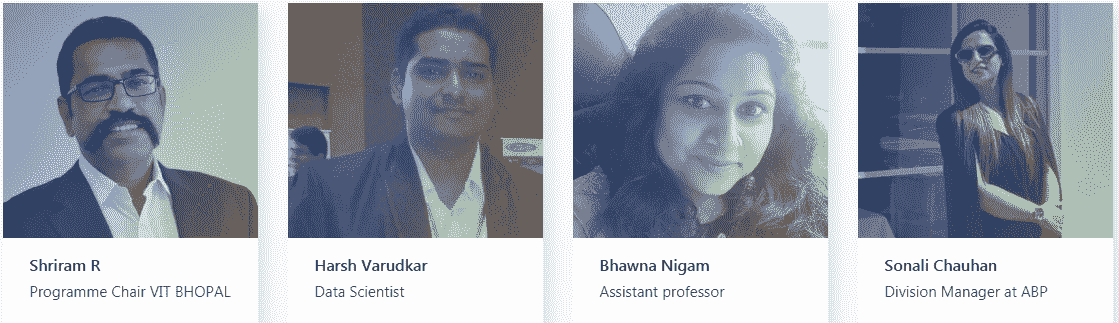 Shriram R
Programme Chair VIT BHOPAL
Harsh Varudkar
Data Scientist
Bhawna Nigam
Assistant professor
Sonali Chauhan
Division Manager at ABP